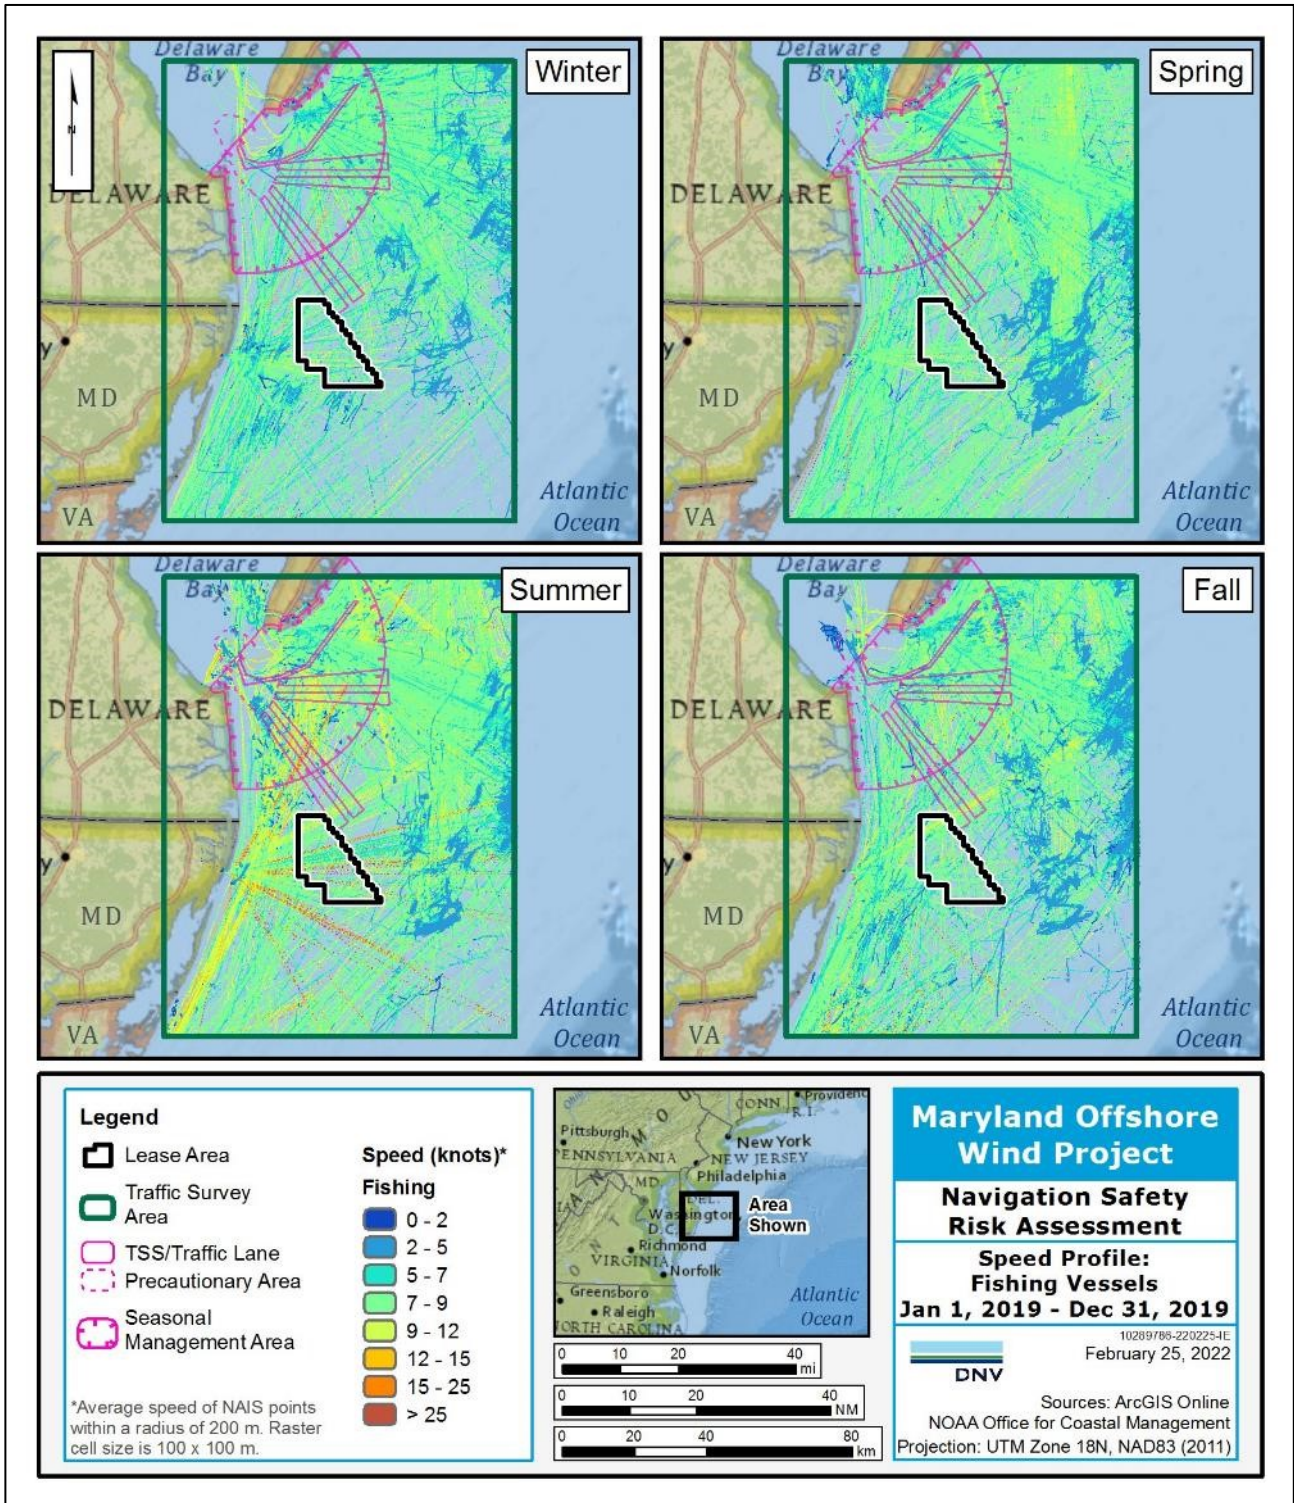 Delaware
Bay
Winter
N
DELAWARE
y
MD
VA
Atlantic
Ocean
Delaware
Bay
Spring
DELAWARE
y
MD
VA
Atlantic
Ocean
Delaware
Bay
Summer
DELAWARE
y
MD
VA
Atlantic
Ocean
Delaware
Bay
Fall
DELAWARE
y
MD
VA
Atlantic
Ocean
Legend
Lease Area
Traffic Survey
Area
TSS/Traffic Lane
Precautionary Area
Seasonal
Management Area
*Average speed of NAIS points
within a radius of 200 m. Raster
cell size is 100 x 100 m.
Speed (knots)*
Fishing
0 - 2
2 - 5
5 - 7
7 - 9
9 - 12
12 - 15
15 - 25
> 25
CONN.
Providenc
R.I.
Pittsburgh
New York
ENNSYLVANIA
NEW JERSEY
Philadelphia
MD.
DEL.
Washington
D.C.
Area
Shown
Richmond
VIRGINIA
Norfolk
Greensboro
Raleigh
ORTH CAROLINA
Atlantic
Ocean
0 10 20 40
mi
0 10 20 40
NM
0 20 40 80
km
Maryland Offshore
Wind Project
Navigation Safety
Risk Assessment
Speed Profile:
Fishing Vessels
Jan 1, 2019 - Dec 31, 2019
10289786-220225-IE
February 25, 2022
DNV
Sources: ArcGIS Online
NOAA Office for Coastal Management
Projection: UTM Zone 18N, NAD83 (2011)